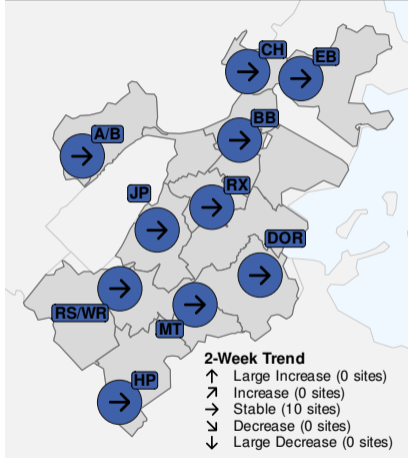 CH
EB
BB
A/B
JP
RX
DOR
RS/WR
MT
HP
2-Week Trend
↑ Large Increase (0 sites)
↗ Increase (0 sites)
→ Stable (10 sites)
↘ Decrease (0 sites)
↓ Large Decrease (0 sites)